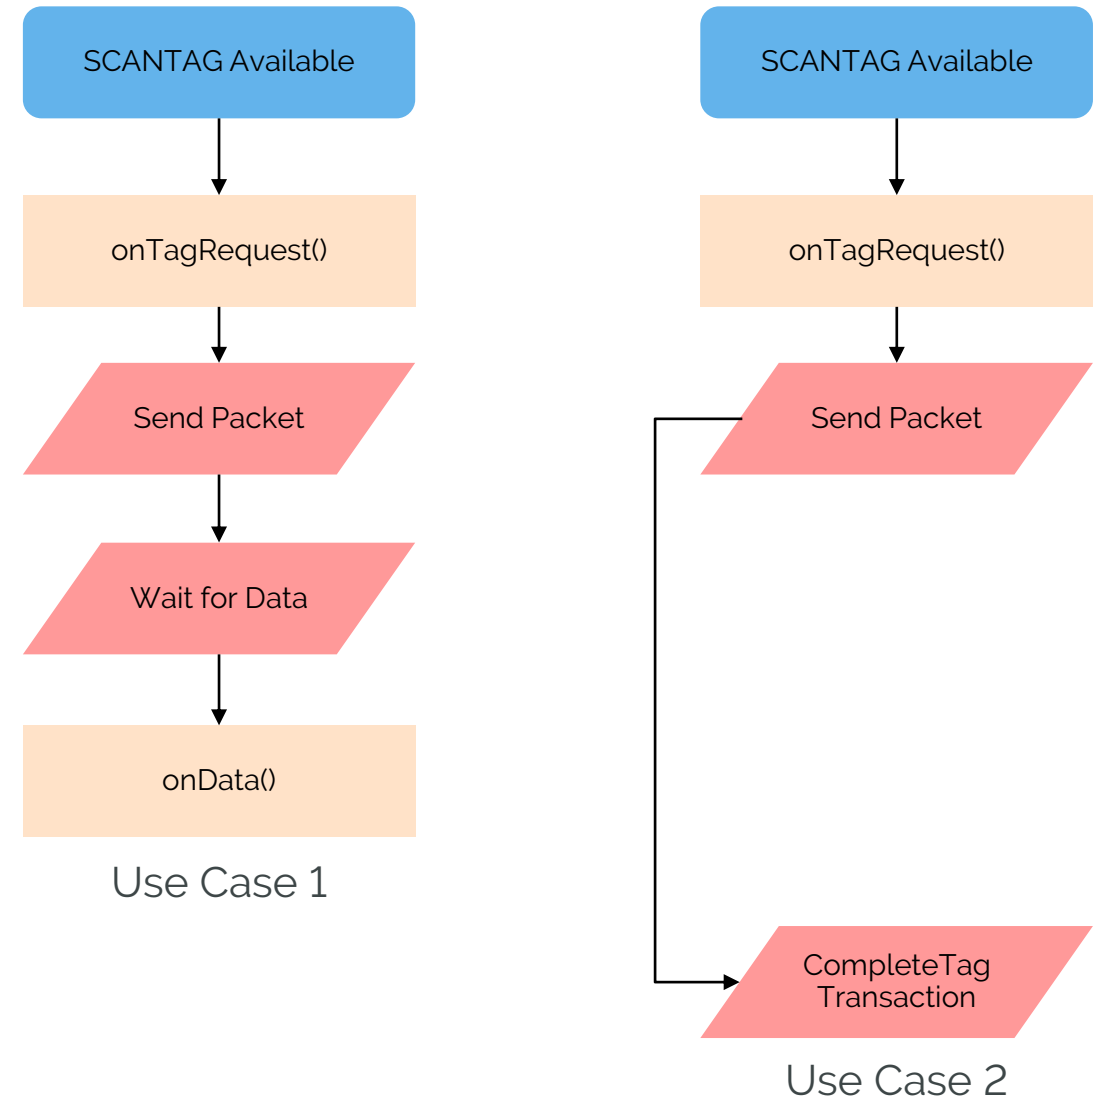 SCANTAG Available
onTagRequest()
Send Packet
Wait for Data
onData()
Use Case 1
SCANTAG Available
onTagRequest()
Send Packet
CompleteTag
Transaction
Use Case 2